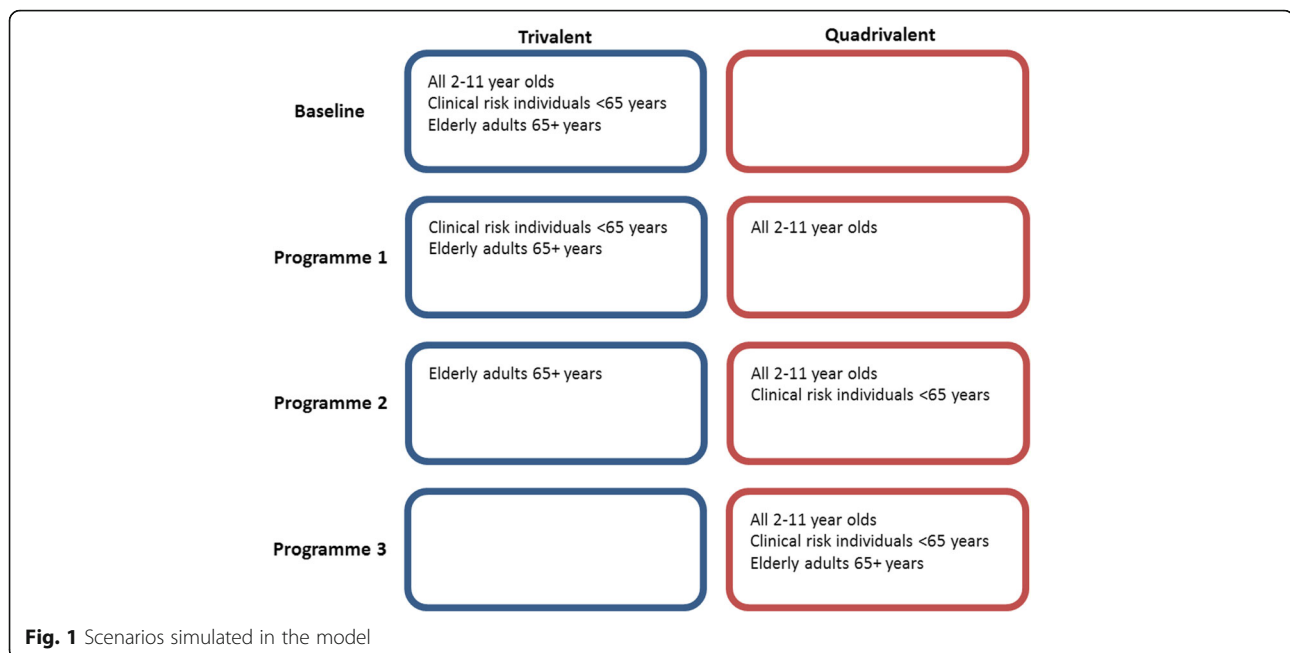 Trivalent
Quadrivalent
Baseline
All 2-11 year olds
Clinical risk individuals <65 years
Elderly adults 65+ years
Programme 1
Clinical risk individuals <65 years
Elderly adults 65+ years
All 2-11 year olds
Programme 2
Elderly adults 65+ years
All 2-11 year olds
Clinical risk individuals <65 years
Programme 3
All 2-11 year olds
Clinical risk individuals <65 years
Elderly adults 65+ years
Fig. 1 Scenarios simulated in the model